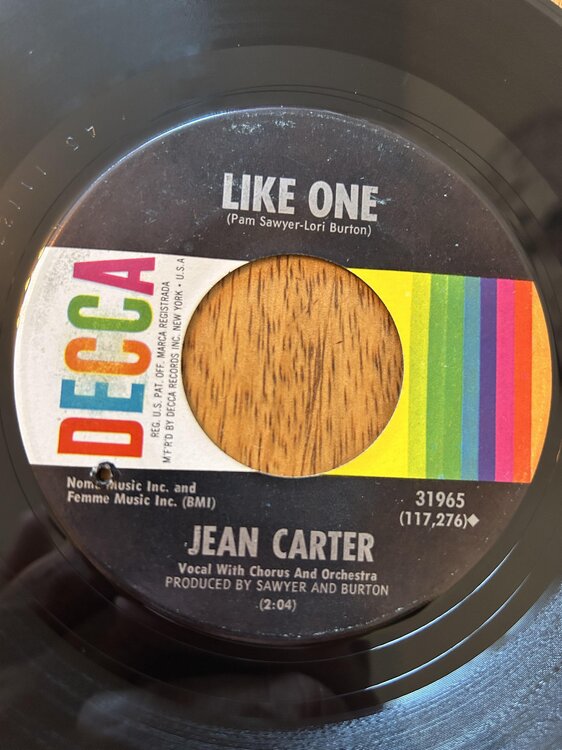 LIKE ONE
(Pam Sawyer-Lori Burton)
DECCA
REG. U.S. PAT. OFF. MARCA REGISTRADA
M'F'R'D BY DECCA RECORDS INC. NEW YORK • U.S.A
Music Inc. and
Femme Music Inc. (BMI)
31965
(117,276)◆
JEAN CARTER
Vocal With Chorus And Orchestra
PRODUCED BY SAWYER AND BURTON
(2:04)